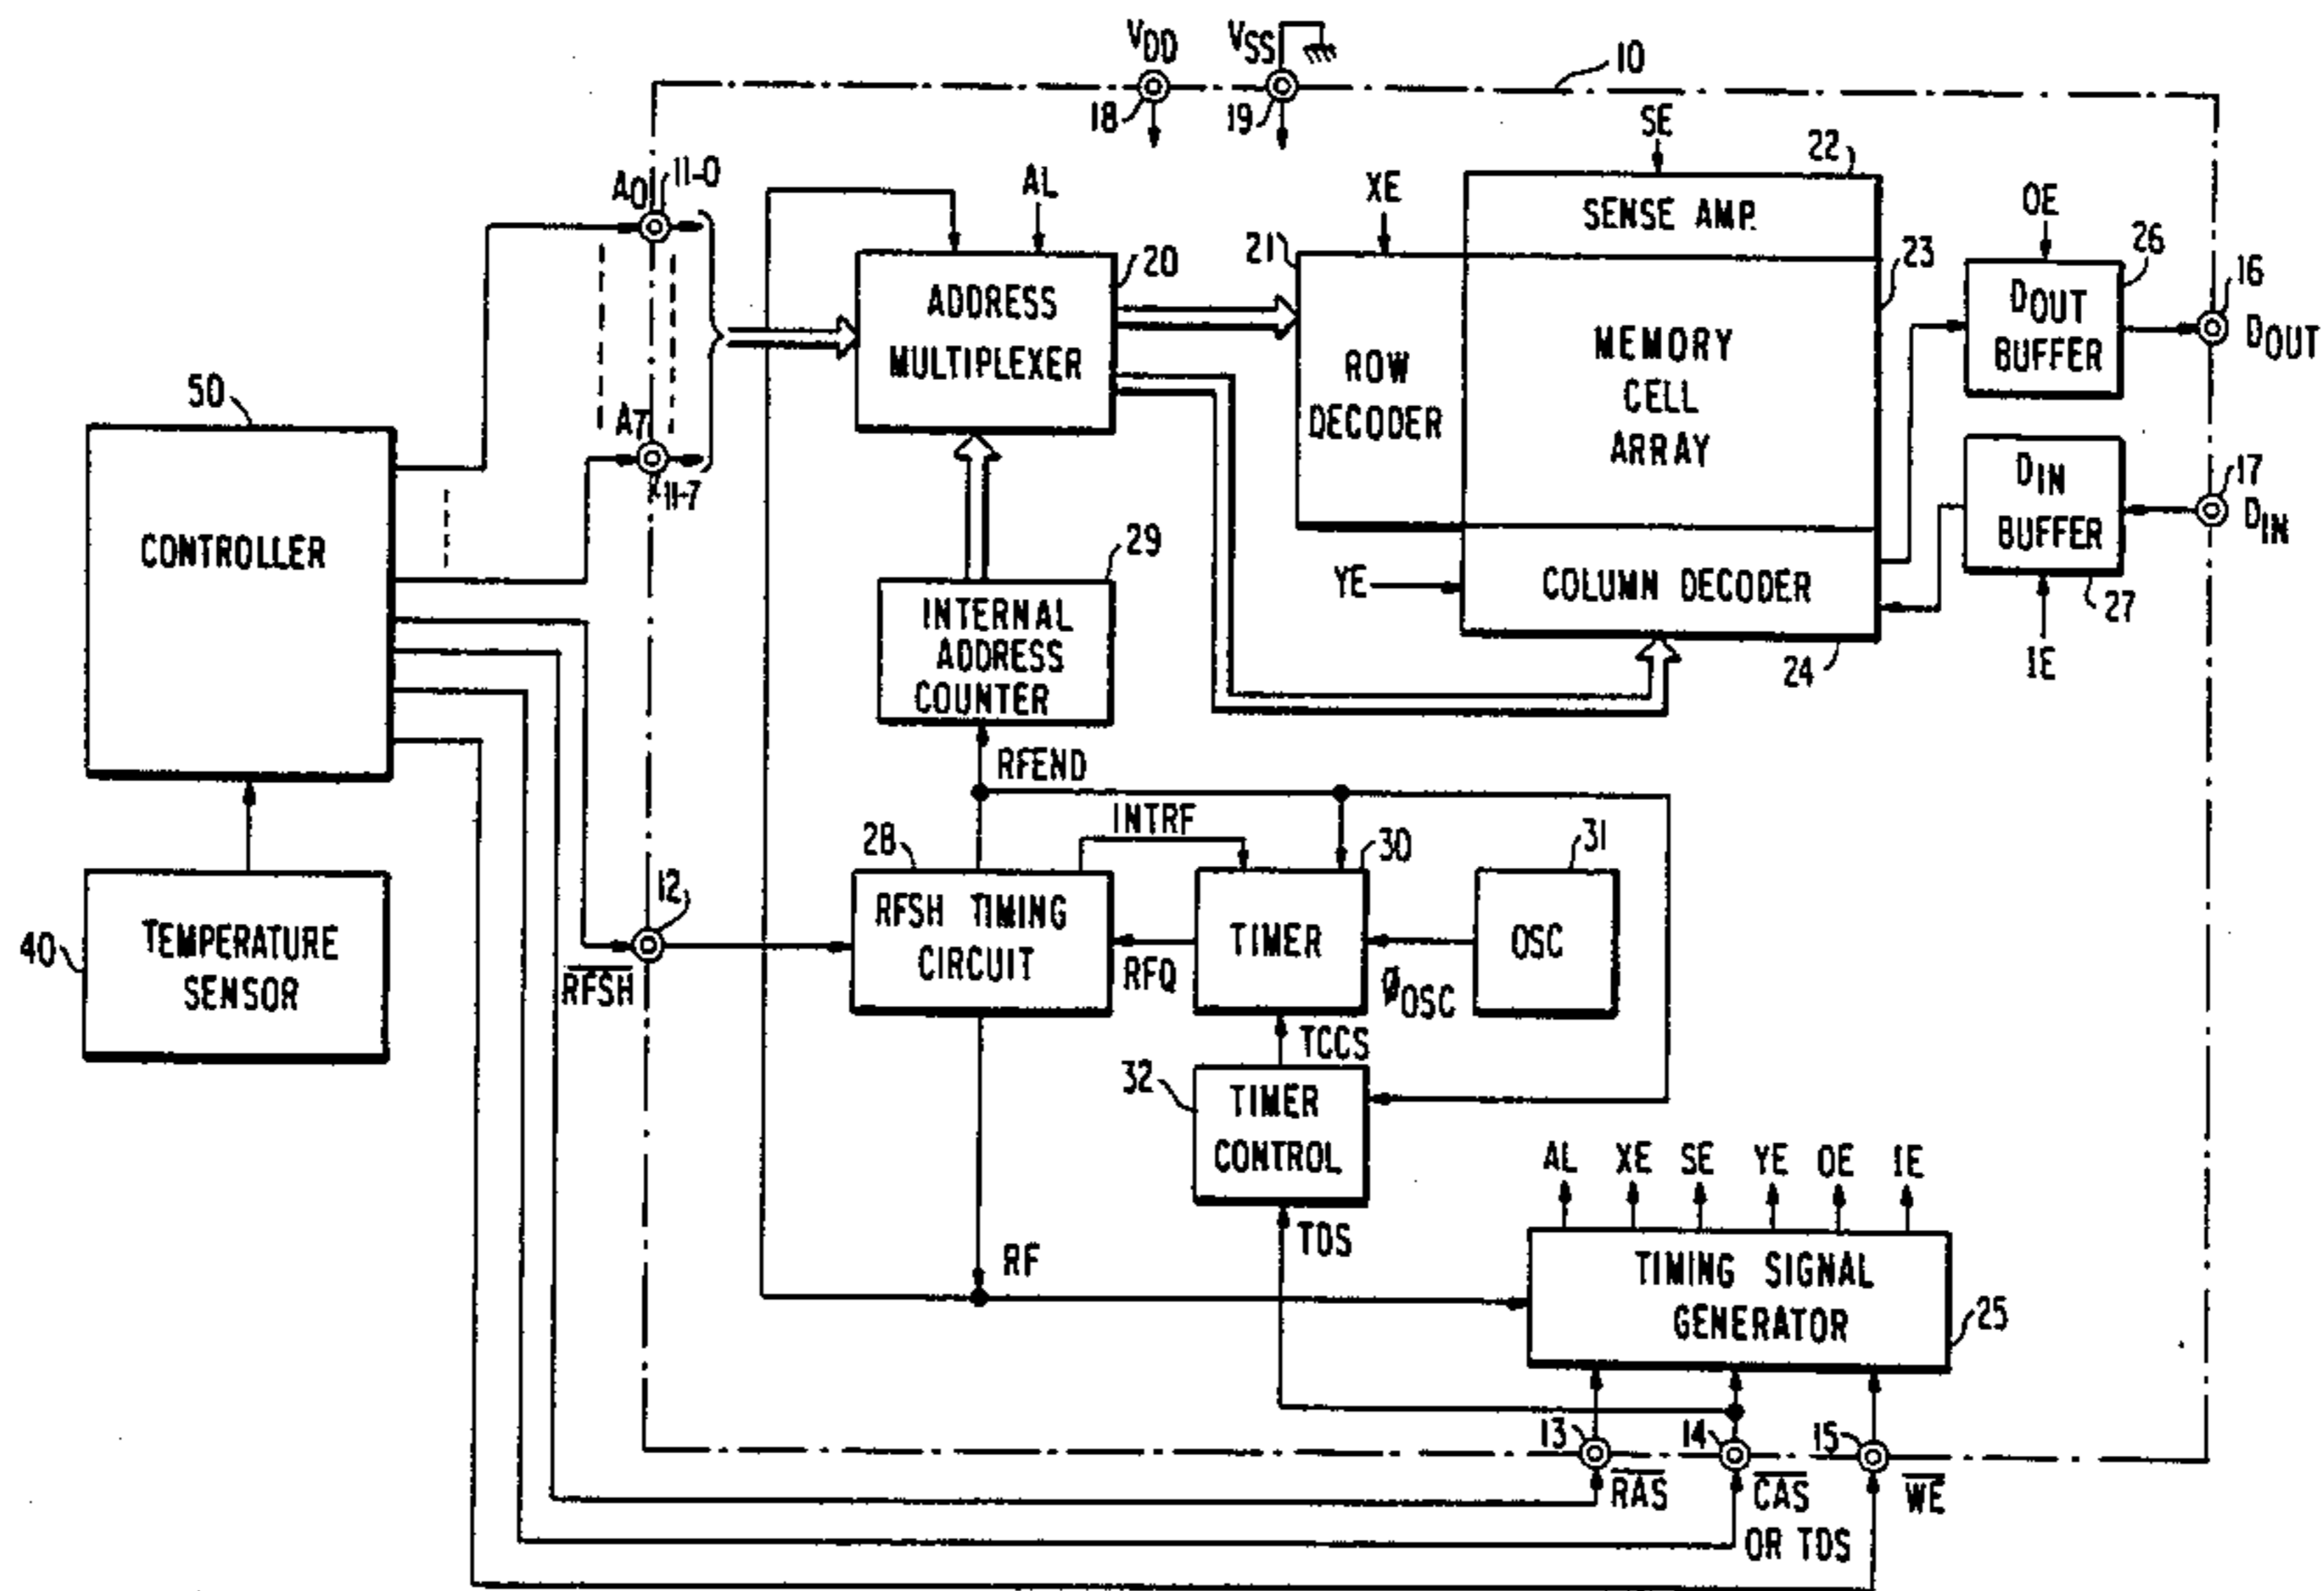 VDD
VSS
10
18
19
SE
22
A0
11-0
AL
XE
OE
SENSE AMP.
21
20
23
26
16
ADDRESS
MULTIPLEXER
DOUT
BUFFER
DOUT
ROW
DECODER
MEMORY
CELL
ARRAY
50
A7
11-7
DIN
BUFFER
17
DIN
CONTROLLER
29
YE
COLUMN DECODER
27
INTERNAL
ADDRESS
COUNTER
24
IE
RFEND
INTRF
28
30
31
12
RFSH TIMING
CIRCUIT
TIMER
OSC
40
TEMPERATURE
SENSOR
R̅F̅S̅H̅
RFQ
ØOSC
TCCS
32
TIMER
CONTROL
AL XE SE YE OE IE
TDS
RF
TIMING SIGNAL
GENERATOR
25
13
14
15
R̅A̅S̅
C̅A̅S̅
W̅E̅
OR TDS